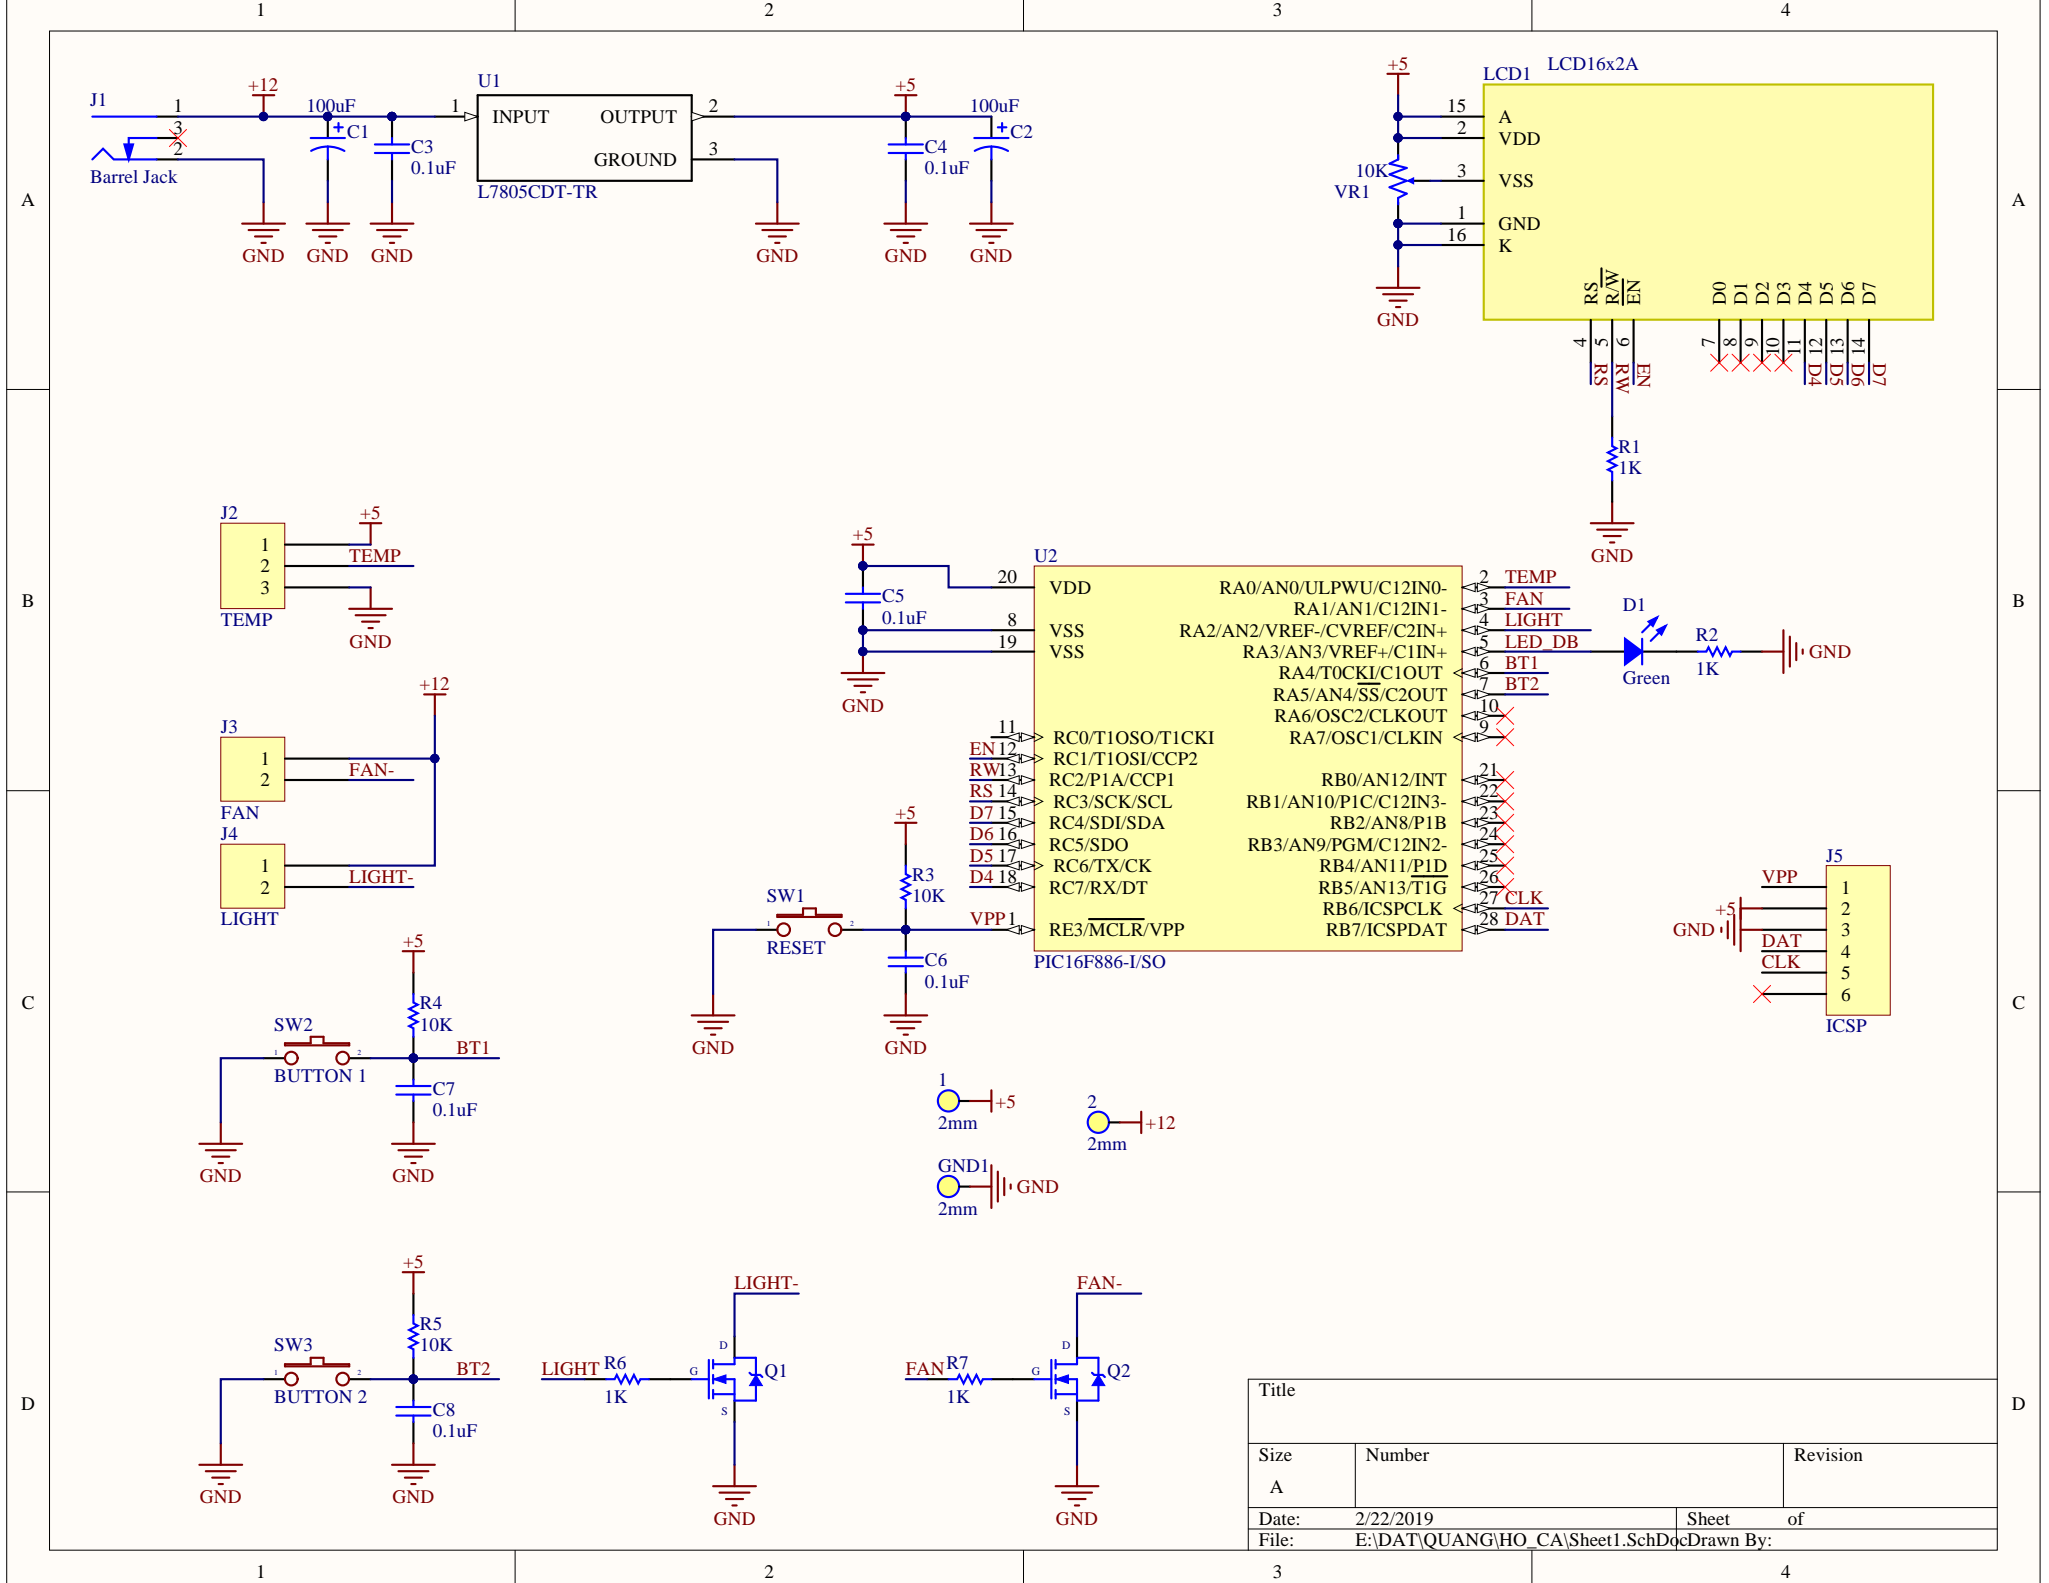 1 2 3 4
A
B
C
D
A
B
C
D
J1
1
3
2
Barrel Jack
+12
GND
100uF
C1
GND
C3
0.1uF
GND
U1
1 INPUT OUTPUT 2
GROUND 3
L7805CDT-TR
GND
+5
C4
0.1uF
GND
100uF
C2
GND
LCD1 LCD16x2A
+5
10K
VR1
GND
15 A
2 VDD
3 VSS
1 GND
16 K
RS R/W EN D0 D1 D2 D3 D4 D5 D6 D7
4 5 6 7 8 9 10 11 12 13 14
RS RW EN D4 D5 D6 D7
R1
1K
GND
J2
1
2
3
TEMP
+5
TEMP
GND
+12
J3
1
2 FAN-
FAN
J4
1
2 LIGHT-
LIGHT
+5
C5
0.1uF
GND
U2
20 VDD
8 VSS
19 VSS
11 RC0/T1OSO/T1CKI
EN 12 RC1/T1OSI/CCP2
RW 13 RC2/P1A/CCP1
RS 14 RC3/SCK/SCL
D7 15 RC4/SDI/SDA
D6 16 RC5/SDO
D5 17 RC6/TX/CK
D4 18 RC7/RX/DT
VPP 1 RE3/MCLR/VPP
RA0/AN0/ULPWU/C12IN0- 2 TEMP
RA1/AN1/C12IN1- 3 FAN
RA2/AN2/VREF-/CVREF/C2IN+ 4 LIGHT
RA3/AN3/VREF+/C1IN+ 5 LED_DB
RA4/T0CKI/C1OUT 6 BT1
RA5/AN4/SS/C2OUT 7 BT2
RA6/OSC2/CLKOUT 10
RA7/OSC1/CLKIN 9
RB0/AN12/INT 21
RB1/AN10/P1C/C12IN3- 22
RB2/AN8/P1B 23
RB3/AN9/PGM/C12IN2- 24
RB4/AN11/P1D 25
RB5/AN13/T1G 26
RB6/ICSPCLK 27 CLK
RB7/ICSPDAT 28 DAT
PIC16F886-I/SO
D1
Green
R2
1K
GND
+5
R3
10K
SW1
1 2
RESET
C6
0.1uF
GND
GND
J5
VPP 1
+5 2
GND 3
DAT 4
CLK 5
6
ICSP
+5
R4
10K
SW2
1 2
BUTTON 1
BT1
C7
0.1uF
GND
GND
1
+5
2mm
2
+12
2mm
GND1
GND
2mm
+5
R5
10K
SW3
1 2
BUTTON 2
BT2
C8
0.1uF
GND
GND
LIGHT-
D
LIGHT R6
1K
G
Q1
S
GND
FAN-
D
FAN R7
1K
G
Q2
S
GND
Title
Size Number Revision
A
Date: 2/22/2019 Sheet of
File: E:\DAT\QUANG\HO_CA\Sheet1.SchDoc Drawn By:
1 2 3 4